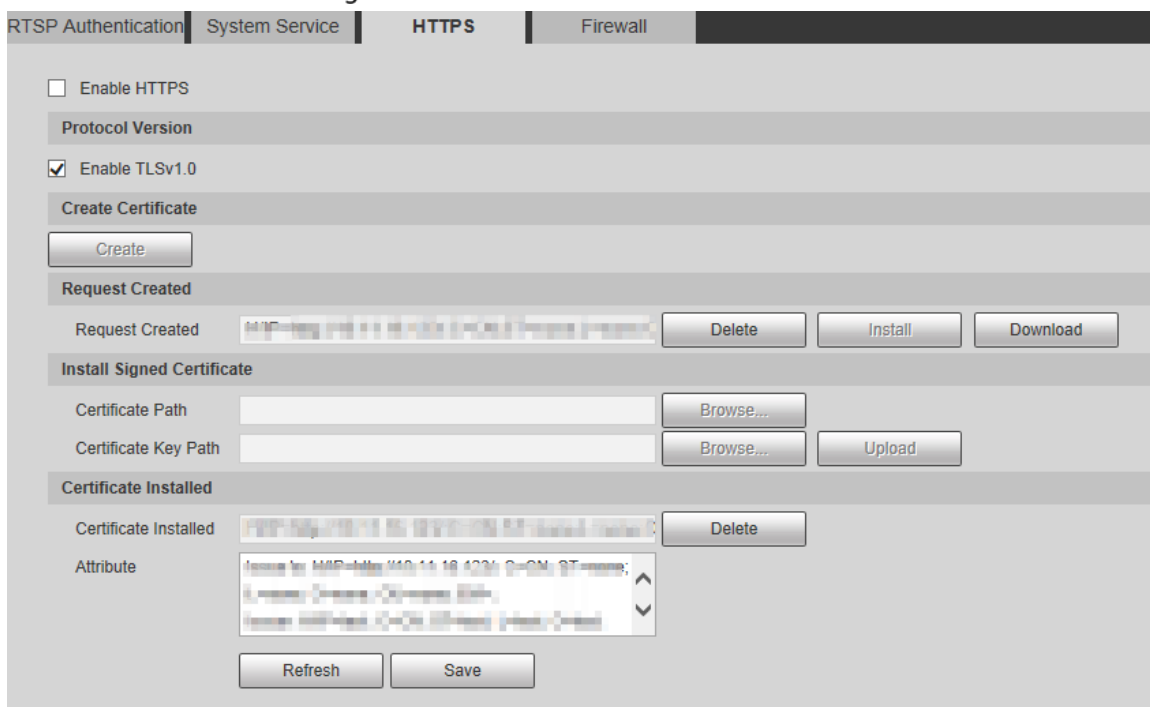 RTSP Authentication System Service HTTPS Firewall
Enable HTTPS
Protocol Version
Enable TLSv1.0
Create Certificate
Create
Request Created
Request Created Delete Install Download
Install Signed Certificate
Certificate Path Browse...
Certificate Key Path Browse... Upload
Certificate Installed
Certificate Installed Delete
Attribute
Refresh Save